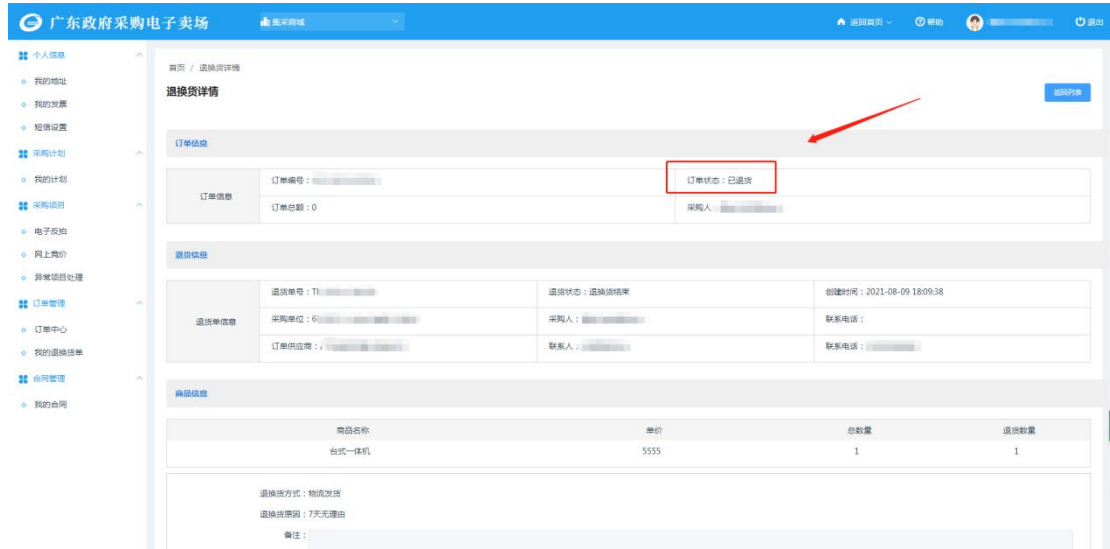 广东政府采购电子卖场
集采商城
返回首页
帮助
退出
个人信息
我的地址
我的发票
短信设置
采购计划
我的计划
采购项目
电子反拍
网上竞价
异常项目处理
订单管理
订单中心
我的退换货单
合同管理
我的合同
首页 / 退换货详情
退换货详情
返回列表
订单信息
订单信息
订单编号：
订单状态：已退货
订单总额：0
采购人
退货信息
退货单信息
退货单号：TI
退货状态：退换货结束
创建时间：2021-08-09 18:09:38
采购单位：6
采购人：
联系电话：
订单供应商：
联系人：
联系电话：
商品信息
商品名称 单价 总数量 退货数量
台式一体机 5555 1 1
退换货方式：物流发货
退换货原因：7天无理由
备注：